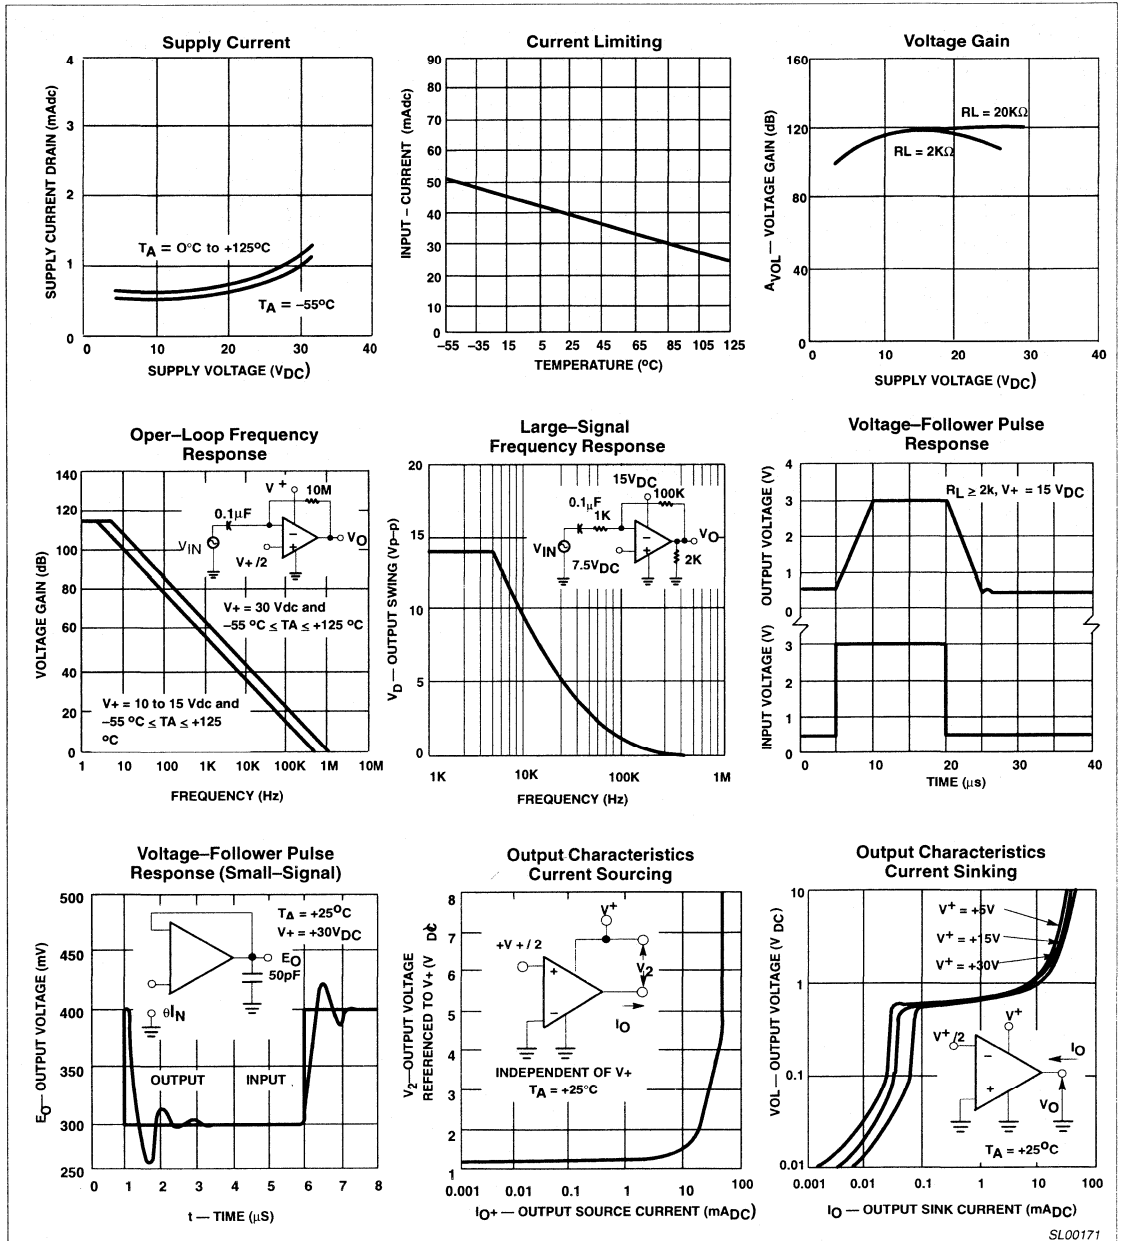 Supply Current
SUPPLY CURRENT DRAIN (mAdc)
4
3
2
1
0
TA = O°C to +125°C
TA = –55°C
0 10 20 30 40
SUPPLY VOLTAGE (VDC)
Current Limiting
INPUT – CURRENT (mAdc)
90
80
70
60
50
40
30
20
10
0
–55 –35 15 5 25 45 65 85 105 125
TEMPERATURE (°C)
Voltage Gain
AVOL — VOLTAGE GAIN (dB)
160
120
80
40
0
RL = 20KΩ
RL = 2KΩ
0 10 20 30 40
SUPPLY VOLTAGE (VDC)
Oper–Loop Frequency
Response
VOLTAGE GAIN (dB)
140
120
100
80
60
40
20
0
V+
10M
0.1µF
VIN
VO
V+/2
V+ = 30 Vdc and
–55 °C ≤ TA ≤ +125 °C
V+ = 10 to 15 Vdc and
–55 °C ≤ TA ≤ +125
°C
1 10 100 1K 10K 100K 1M 10M
FREQUENCY (Hz)
Large–Signal
Frequency Response
VD — OUTPUT SWING (Vp–p)
20
15
10
5
0
15VDC
100K
0.1µF
1K
VIN
VO
7.5VDC
2K
1K 10K 100K 1M
FREQUENCY (Hz)
Voltage–Follower Pulse
Response
OUTPUT VOLTAGE (V)
4
3
2
1
0
RL ≥ 2k, V+ = 15 VDC
INPUT VOLTAGE (V)
3
2
1
0
0 10 20 30 40
TIME (µs)
Voltage–Follower Pulse
Response (Small–Signal)
EO — OUTPUT VOLTAGE (mV)
500
450
400
350
300
250
TA = +25°C
V+ = +30VDC
EO
50pF
θIN
OUTPUT
INPUT
0 1 2 3 4 5 6 7 8
t — TIME (µS)
Output Characteristics
Current Sourcing
V2—OUTPUT VOLTAGE
REFERENCED TO V+ (V DC)
8
7
6
5
4
3
2
1
V+
+V + / 2
V2
IO
INDEPENDENT OF V+
TA = +25°C
0.001 0.01 0.1 1 10 100
IO+ — OUTPUT SOURCE CURRENT (mADC)
Output Characteristics
Current Sinking
VOL — OUTPUT VOLTAGE (V DC)
10
1
0.1
0.01
V+ = +5V
V+ = +15V
V+ = +30V
V+
V+/2
IO
VO
TA = +25°C
0.001 0.01 0.1 1 10 100
IO — OUTPUT SINK CURRENT (mADC)
SL00171